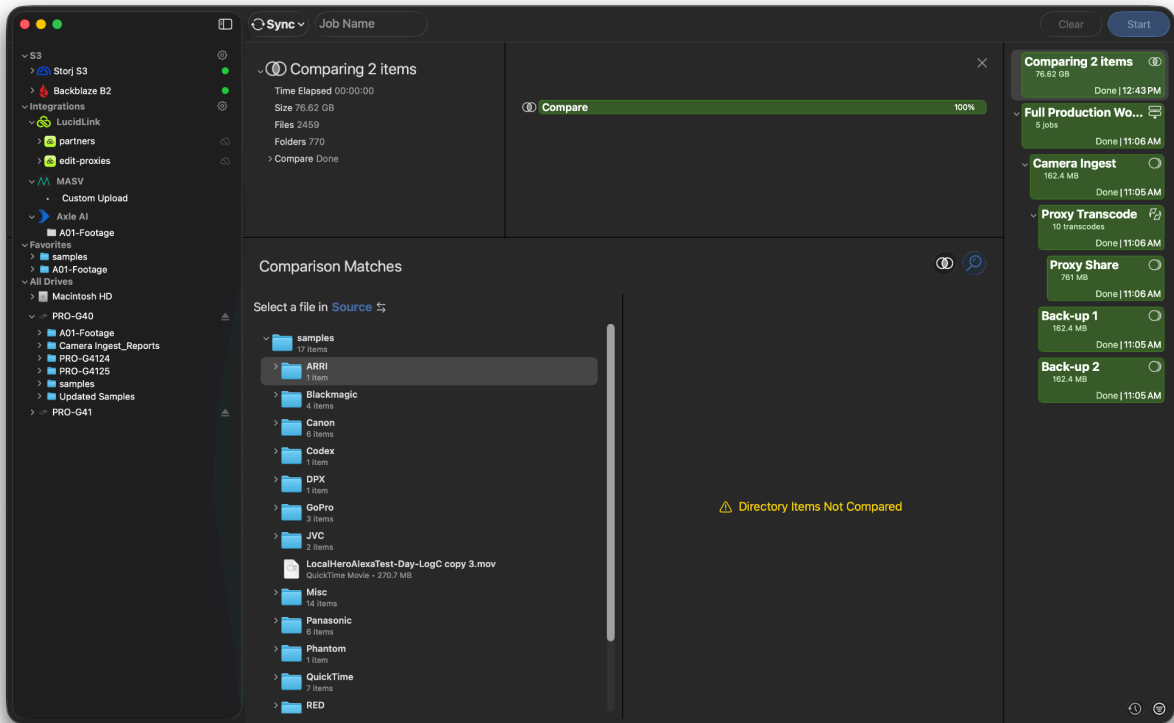 Sync
Job Name
Clear
Start
S3
Storj S3
Backblaze B2
Integrations
LucidLink
partners
edit-proxies
MASV
Custom Upload
Axle AI
A01-Footage
Favorites
samples
A01-Footage
All Drives
Macintosh HD
PRO-G40
A01-Footage
Camera Ingest_Reports
PRO-G4124
PRO-G4125
samples
Updated Samples
PRO-G41
Comparing 2 items
Time Elapsed 00:00:00
Size 76.62 GB
Files 2459
Folders 770
Compare Done
Compare
100%
Comparison Matches
Select a file in Source
samples
17 items
ARRI
1 item
Blackmagic
4 items
Canon
6 items
Codex
1 item
DPX
1 item
GoPro
3 items
JVC
2 items
LocalHeroAlexaTest-Day-LogC copy 3.mov
QuickTime Movie • 270.7 MB
Misc
14 items
Panasonic
6 items
Phantom
1 item
QuickTime
7 items
RED
Directory Items Not Compared
Comparing 2 items
76.62 GB
Done | 12:43 PM
Full Production Wo...
5 jobs
Done | 11:06 AM
Camera Ingest
162.4 MB
Done | 11:05 AM
Proxy Transcode
10 transcodes
Done | 11:06 AM
Proxy Share
761 MB
Done | 11:06 AM
Back-up 1
162.4 MB
Done | 11:05 AM
Back-up 2
162.4 MB
Done | 11:05 AM